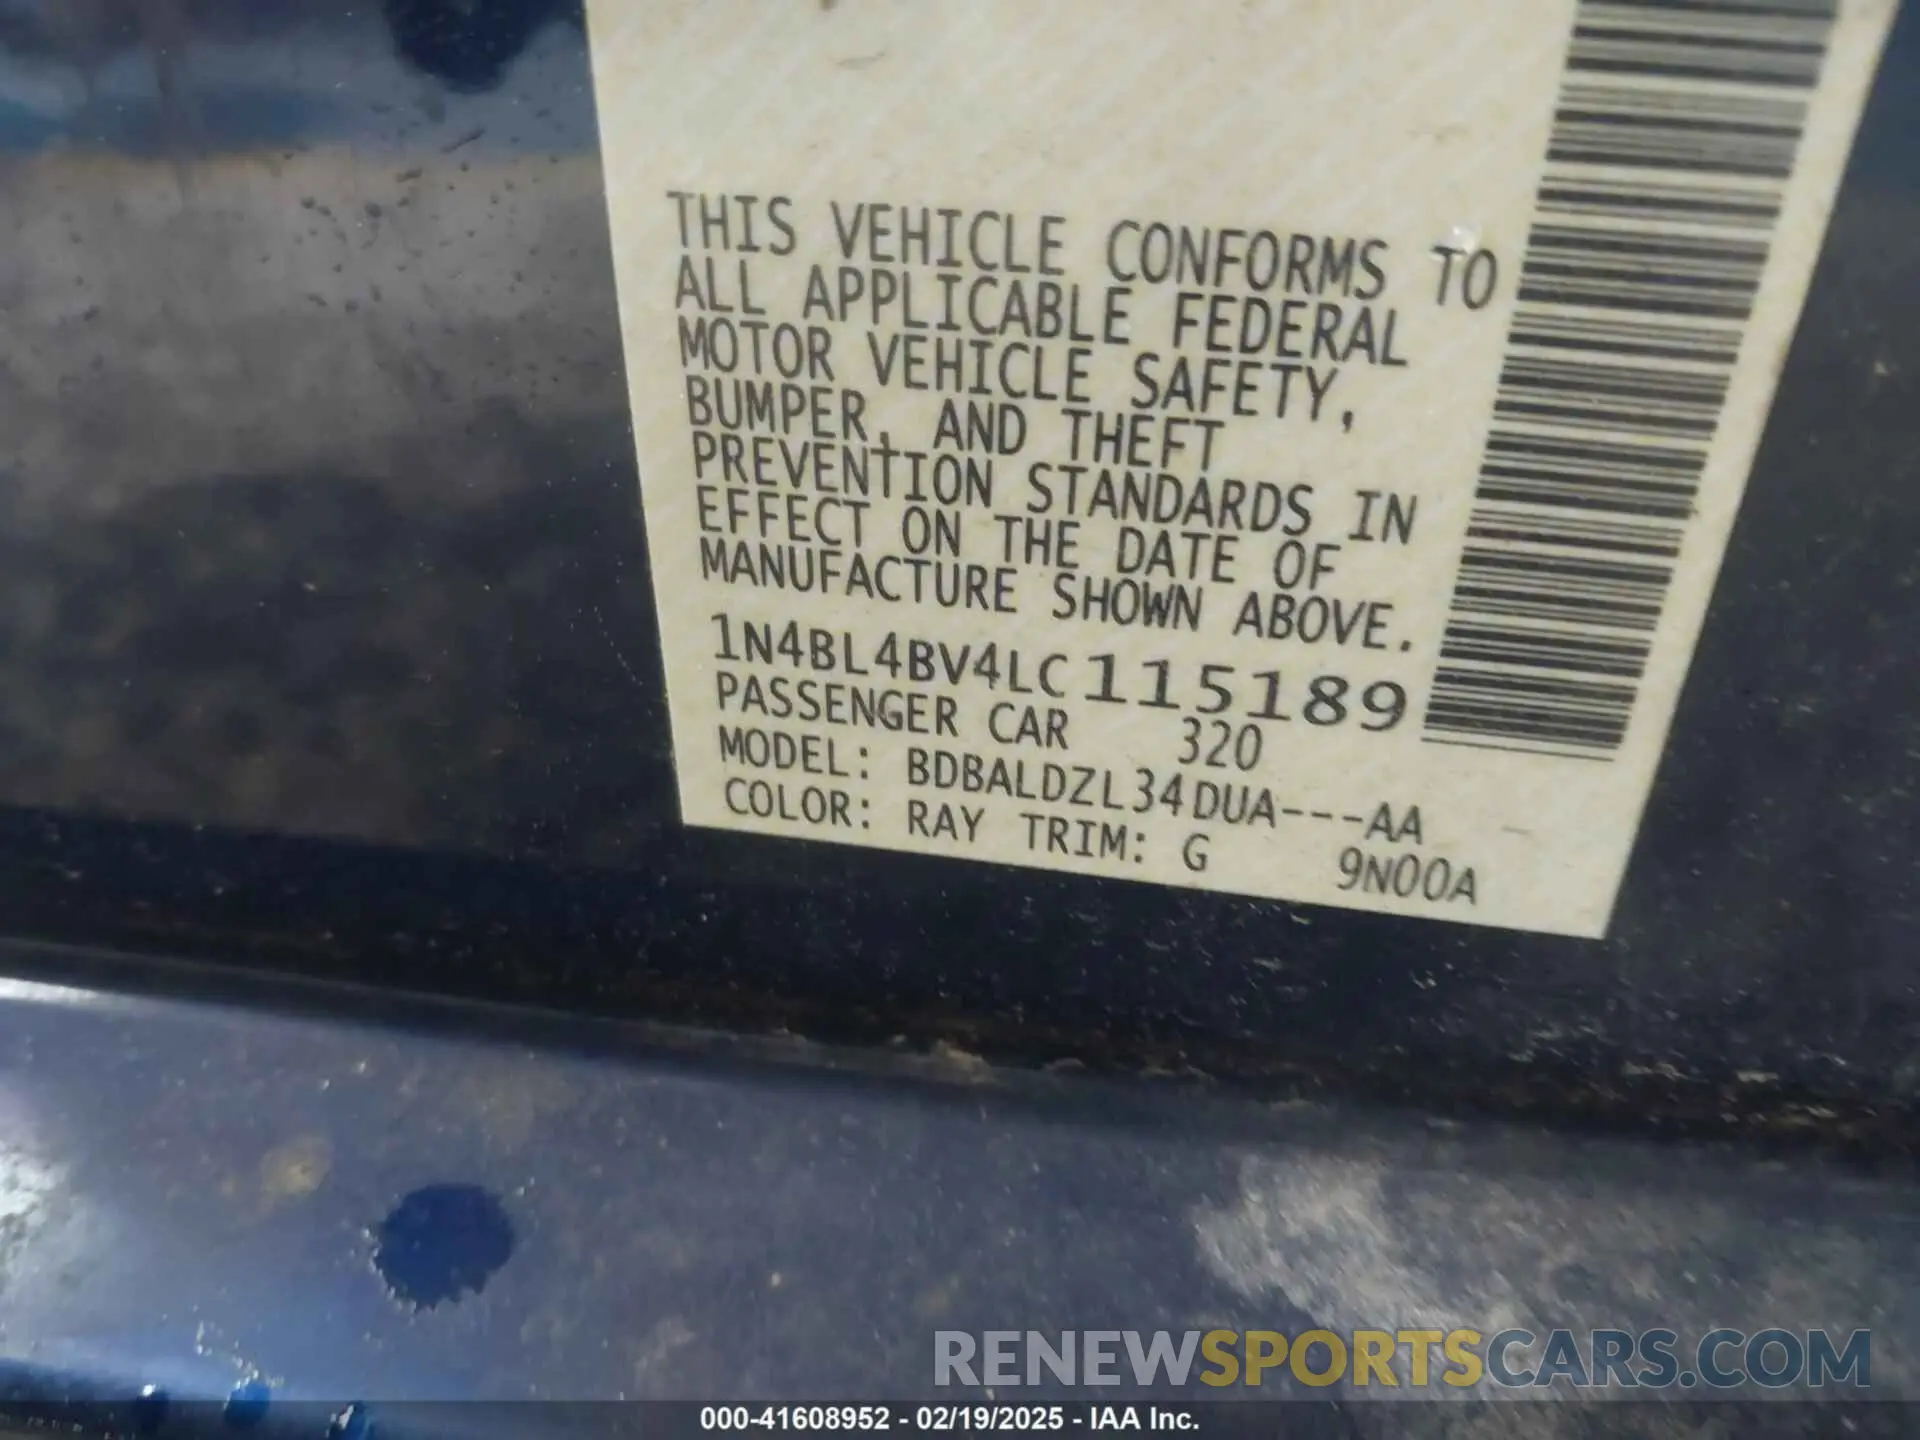 THIS VEHICLE CONFORMS TO
ALL APPLICABLE FEDERAL
MOTOR VEHICLE SAFETY,
BUMPER, AND THEFT
PREVENTION STANDARDS IN
EFFECT ON THE DATE OF
MANUFACTURE SHOWN ABOVE.
1N4BL4BV4LC115189
PASSENGER CAR 320
MODEL: BDBALDZL34DUA---AA
COLOR: RAY TRIM: G 9N00A
RENEWSPORTSCARS.COM
000-41608952 - 02/19/2025 - IAA Inc.